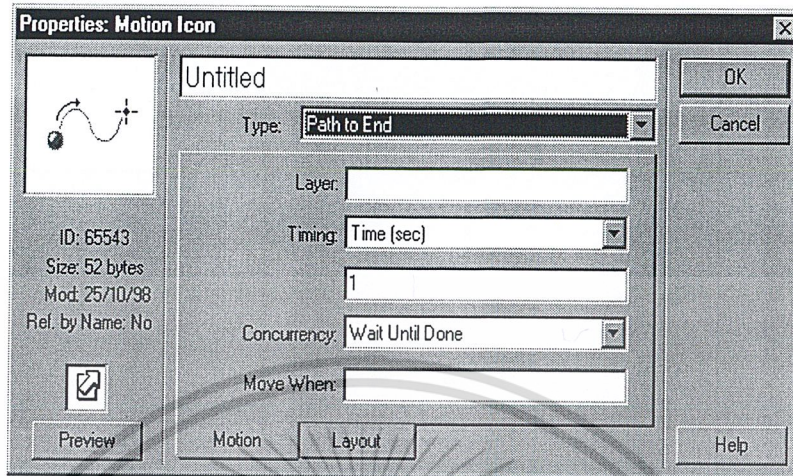 Properties: Motion Icon
Untitled
OK
Type: Path to End
Cancel
Layer:
ID: 65543
Timing: Time (sec)
Size: 52 bytes
1
Mod: 25/10/98
Ref. by Name: No
Concurrency: Wait Until Done
Move When:
Preview
Motion
Layout
Help